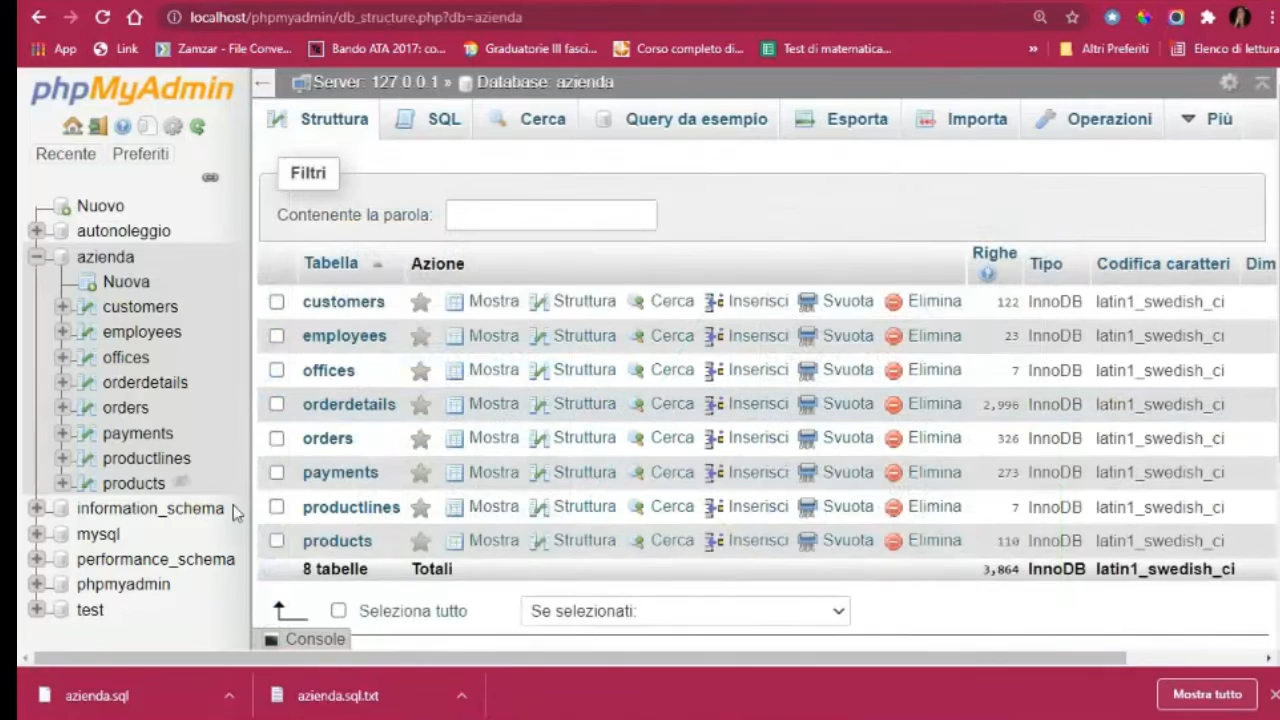 localhost/phpmyadmin/db_structure.php?db=azienda
App Link Zamzar - File Conve... Bando ATA 2017: co... Graduatorie III fasci... Corso completo di... Test di matematica... » Altri Preferiti Elenco di lettura
phpMyAdmin
Server: 127.0.0.1 » Database: azienda
Struttura SQL Cerca Query da esempio Esporta Importa Operazioni Più
Recente Preferiti
Filtri
Contenente la parola:
Nuovo
autonoleggio
azienda
Nuova
customers
employees
offices
orderdetails
orders
payments
productlines
products
information_schema
mysql
performance_schema
phpmyadmin
test
Tabella Azione Righe Tipo Codifica caratteri Dim
customers Mostra Struttura Cerca Inserisci Svuota Elimina 122 InnoDB latin1_swedish_ci
employees Mostra Struttura Cerca Inserisci Svuota Elimina 23 InnoDB latin1_swedish_ci
offices Mostra Struttura Cerca Inserisci Svuota Elimina 7 InnoDB latin1_swedish_ci
orderdetails Mostra Struttura Cerca Inserisci Svuota Elimina 2,996 InnoDB latin1_swedish_ci
orders Mostra Struttura Cerca Inserisci Svuota Elimina 326 InnoDB latin1_swedish_ci
payments Mostra Struttura Cerca Inserisci Svuota Elimina 273 InnoDB latin1_swedish_ci
productlines Mostra Struttura Cerca Inserisci Svuota Elimina 7 InnoDB latin1_swedish_ci
products Mostra Struttura Cerca Inserisci Svuota Elimina 110 InnoDB latin1_swedish_ci
8 tabelle Totali 3,864 InnoDB latin1_swedish_ci
Seleziona tutto Se selezionati:
Console
azienda.sql azienda.sql.txt Mostra tutto